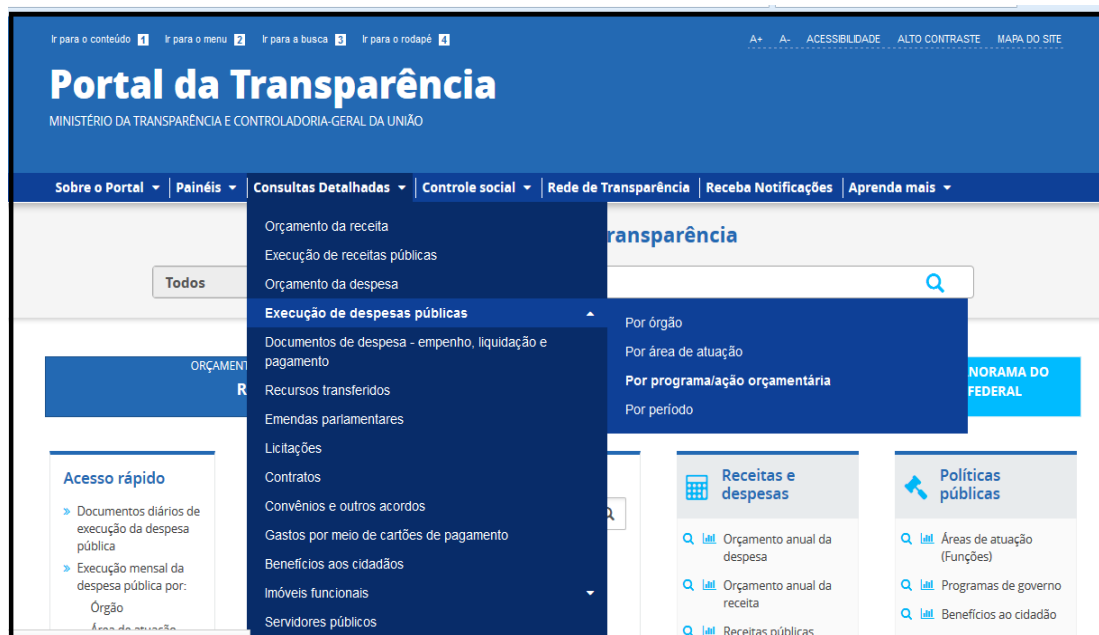 Ir para o conteúdo 1 Ir para o menu 2 Ir para a busca 3 Ir para o rodapé 4
A+ A- ACESSIBILIDADE ALTO CONTRASTE MAPA DO SITE
Portal da Transparência
MINISTÉRIO DA TRANSPARÊNCIA E CONTROLADORIA-GERAL DA UNIÃO
Sobre o Portal Painéis Consultas Detalhadas Controle social Rede de Transparência Receba Notificações Aprenda mais
Orçamento da receita
Execução de receitas públicas
Orçamento da despesa
Execução de despesas públicas
Documentos de despesa - empenho, liquidação e
pagamento
Recursos transferidos
Emendas parlamentares
Licitações
Contratos
Convênios e outros acordos
Gastos por meio de cartões de pagamento
Benefícios aos cidadãos
Imóveis funcionais
Servidores públicos
Por órgão
Por área de atuação
Por programa/ação orçamentária
Por período
ransparência
Todos
ORÇAMENT
R
NORAMA DO
FEDERAL
Acesso rápido
Documentos diários de
execução da despesa
pública
Execução mensal da
despesa pública por:
Órgão
Área de atuação
Receitas e
despesas
Orçamento anual da
despesa
Orçamento anual da
receita
Receitas públicas
Políticas
públicas
Áreas de atuação
(Funções)
Programas de governo
Benefícios ao cidadão